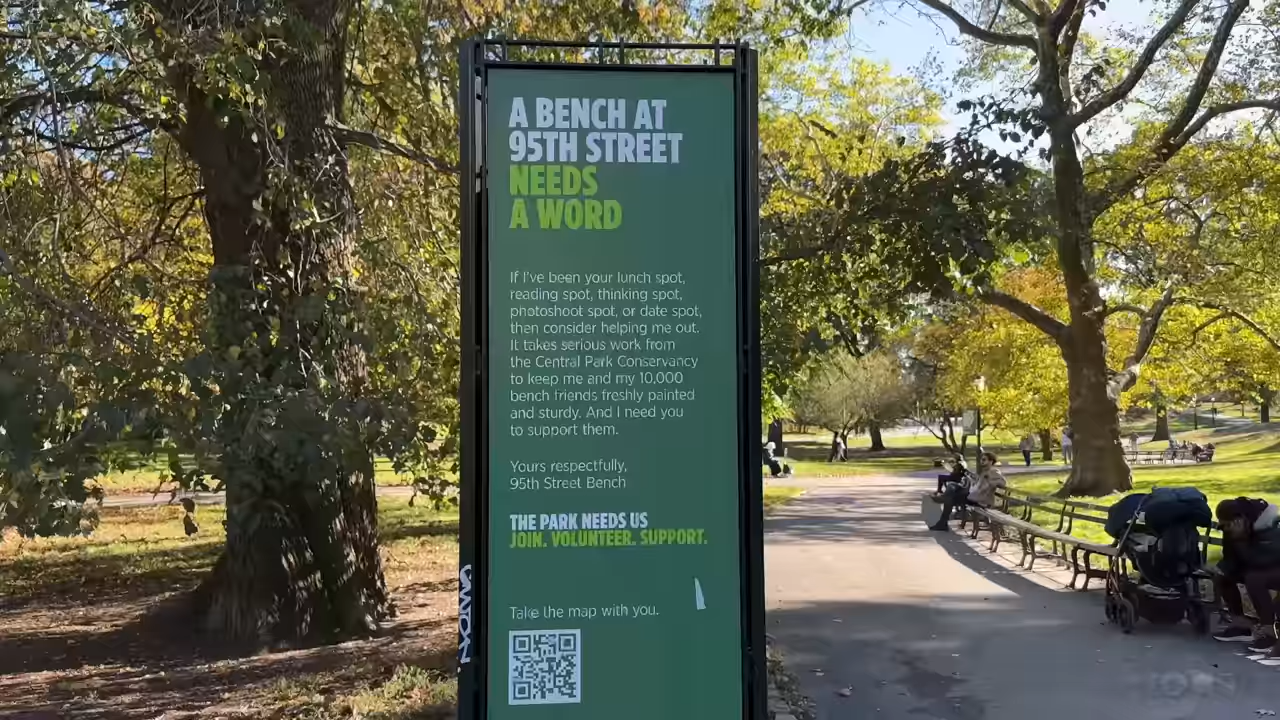 A BENCH AT
95TH STREET
NEEDS
A WORD
If I've been your lunch spot,
reading spot, thinking spot,
photoshoot spot, or date spot,
then consider helping me out.
It takes serious work from
the Central Park Conservancy
to keep me and my 10,000
bench friends freshly painted
and sturdy. And I need you
to support them.
Yours respectfully,
95th Street Bench
THE PARK NEEDS US
JOIN. VOLUNTEER. SUPPORT.
Take the map with you.